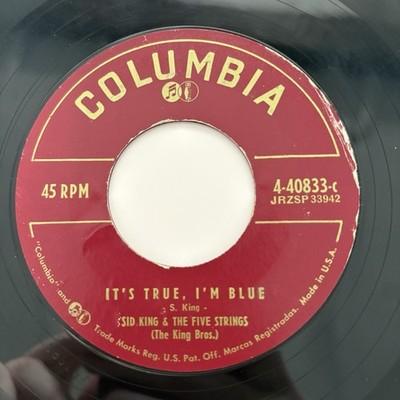 COLUMBIA
45 RPM
4-40833-c
JRZSP 33942
IT'S TRUE, I'M BLUE
- S. King -
SID KING & THE FIVE STRINGS
(The King Bros.)
"Columbia" and Trade Marks Reg. U.S. Pat. Off. Marcas Registradas. Made in U.S.A.